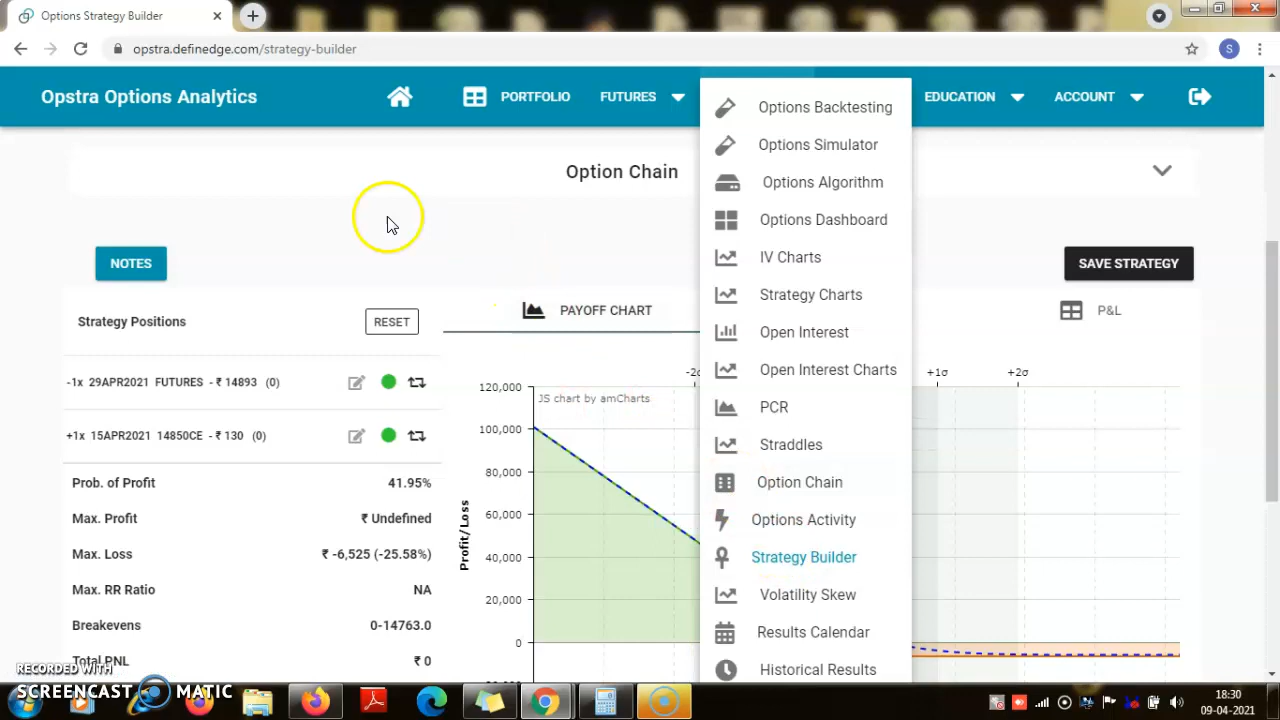 Options Strategy Builder
opstra.definedge.com/strategy-builder
S
Opstra Options Analytics
PORTFOLIO
FUTURES
EDUCATION
ACCOUNT
Options Backtesting
Options Simulator
Options Algorithm
Options Dashboard
IV Charts
Strategy Charts
Open Interest
Open Interest Charts
PCR
Straddles
Option Chain
Options Activity
Strategy Builder
Volatility Skew
Results Calendar
Historical Results
Option Chain
NOTES
SAVE STRATEGY
Strategy Positions
RESET
PAYOFF CHART
P&L
-1x 29APR2021 FUTURES - ₹ 14893 (0)
+1x 15APR2021 14850CE - ₹ 130 (0)
Prob. of Profit 41.95%
Max. Profit ₹ Undefined
Max. Loss ₹ -6,525 (-25.58%)
Max. RR Ratio NA
Breakevens 0-14763.0
Total PNL ₹ 0
+1σ +2σ
JS chart by amCharts
Profit/Loss
120,000
100,000
80,000
60,000
40,000
20,000
0
RECORDED WITH
SCREENCAST MATIC
18:30
09-04-2021